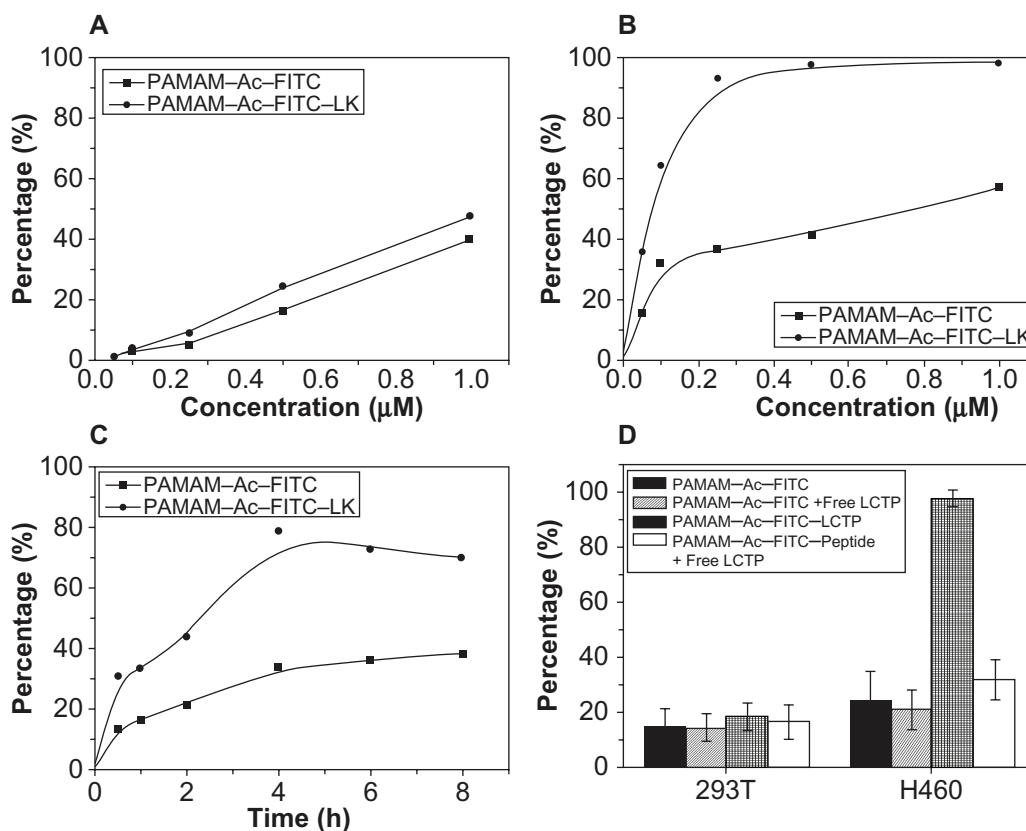 A
PAMAM–Ac–FITC
PAMAM–Ac–FITC–LK
Percentage (%)
100
80
60
40
20
0
0.0 0.2 0.4 0.6 0.8 1.0
Concentration (μM)
B
PAMAM–Ac–FITC
PAMAM–Ac–FITC–LK
Percentage (%)
100
80
60
40
20
0
0.0 0.2 0.4 0.6 0.8 1.0
Concentration (μM)
C
PAMAM–Ac–FITC
PAMAM–Ac–FITC–LK
Percentage (%)
100
80
60
40
20
0
0 2 4 6 8
Time (h)
D
PAMAM–Ac–FITC
PAMAM–Ac–FITC +Free LCTP
PAMAM–Ac–FITC–LCTP
PAMAM–Ac–FITC–Peptide
+ Free LCTP
Percentage (%)
100
80
60
40
20
0
293T H460